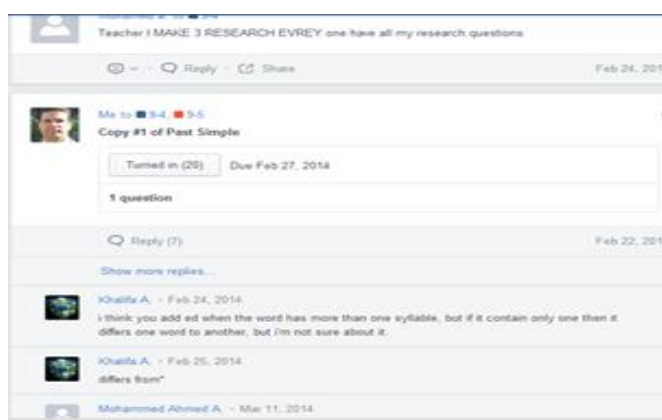 Teacher I MAKE 3 RESEARCH EVREY one have all my research questions
Reply · Share Feb 24, 201
Me to 9-4, 9-5
Copy #1 of Past Simple
Turned in (20) Due Feb 27, 2014
1 question
Reply (7) Feb 22, 201
Show more replies...
Khalifa A. · Feb 24, 2014
i think you add ed when the word has more than one syllable, but if it contain only one then it
differs one word to another, but i'm not sure about it.
Khalifa A. · Feb 25, 2014
differs from*
Mohammed Ahmed A. · Mar 11, 2014